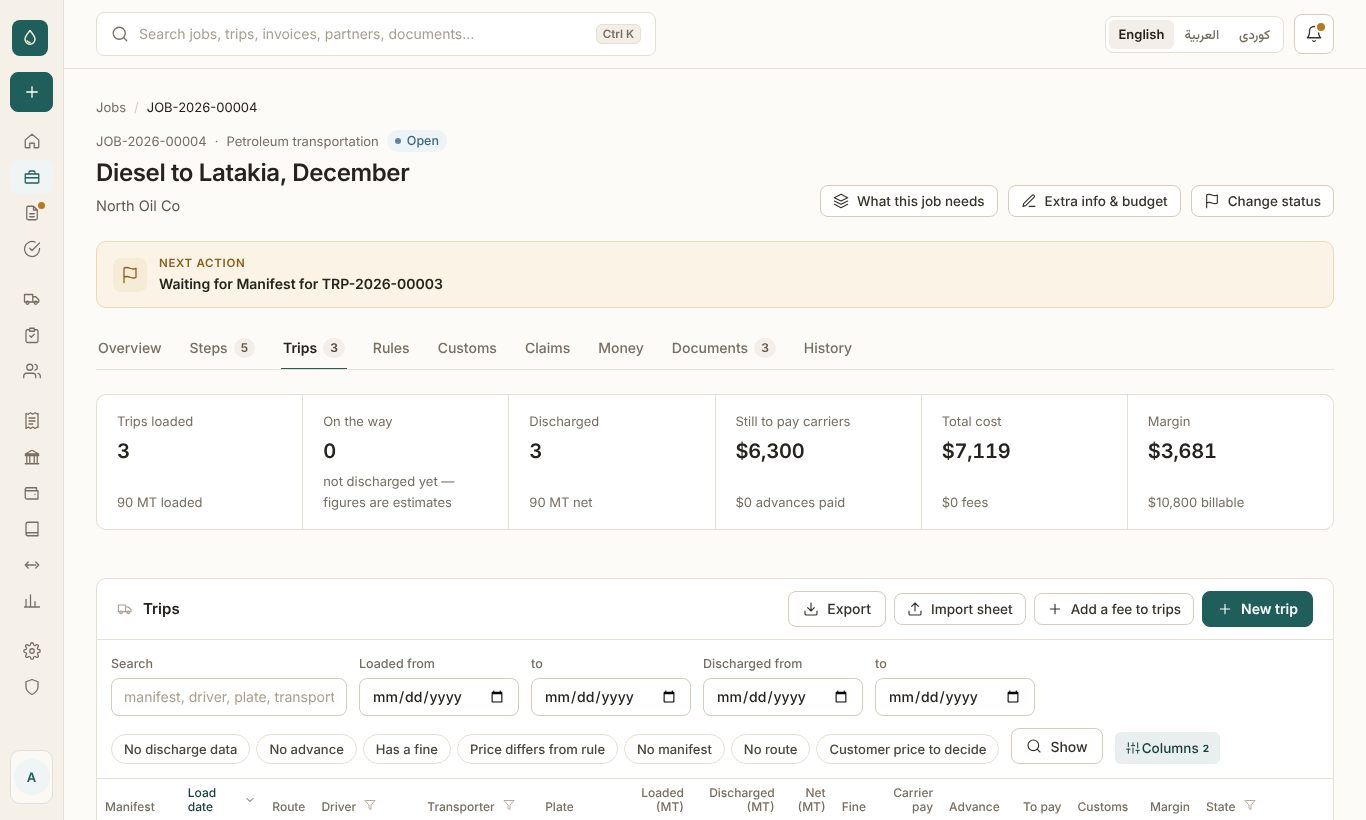 Search jobs, trips, invoices, partners, documents...
Ctrl K
English
العربية
کوردی
Jobs / JOB-2026-00004
JOB-2026-00004 · Petroleum transportation
Open
Diesel to Latakia, December
North Oil Co
What this job needs
Extra info & budget
Change status
NEXT ACTION
Waiting for Manifest for TRP-2026-00003
Overview
Steps 5
Trips 3
Rules
Customs
Claims
Money
Documents 3
History
Trips loaded
3
90 MT loaded
On the way
0
not discharged yet —
figures are estimates
Discharged
3
90 MT net
Still to pay carriers
$6,300
$0 advances paid
Total cost
$7,119
$0 fees
Margin
$3,681
$10,800 billable
Trips
Export
Import sheet
Add a fee to trips
New trip
Search
manifest, driver, plate, transport
Loaded from
mm/dd/yyyy
to
mm/dd/yyyy
Discharged from
mm/dd/yyyy
to
mm/dd/yyyy
No discharge data
No advance
Has a fine
Price differs from rule
No manifest
No route
Customer price to decide
Show
Columns 2
Manifest
Load
date
Route
Driver
Transporter
Plate
Loaded
(MT)
Discharged
(MT)
Net
(MT)
Fine
Carrier
pay
Advance
To pay
Customs
Margin
State
A